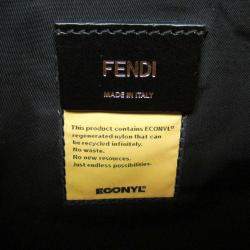 FENDI
MADE IN ITALY
This product contains ECONYL®
regenerated nylon that can
be recycled infinitely.
No waste.
No new resources.
Just endless possibilities.
ECONYL®